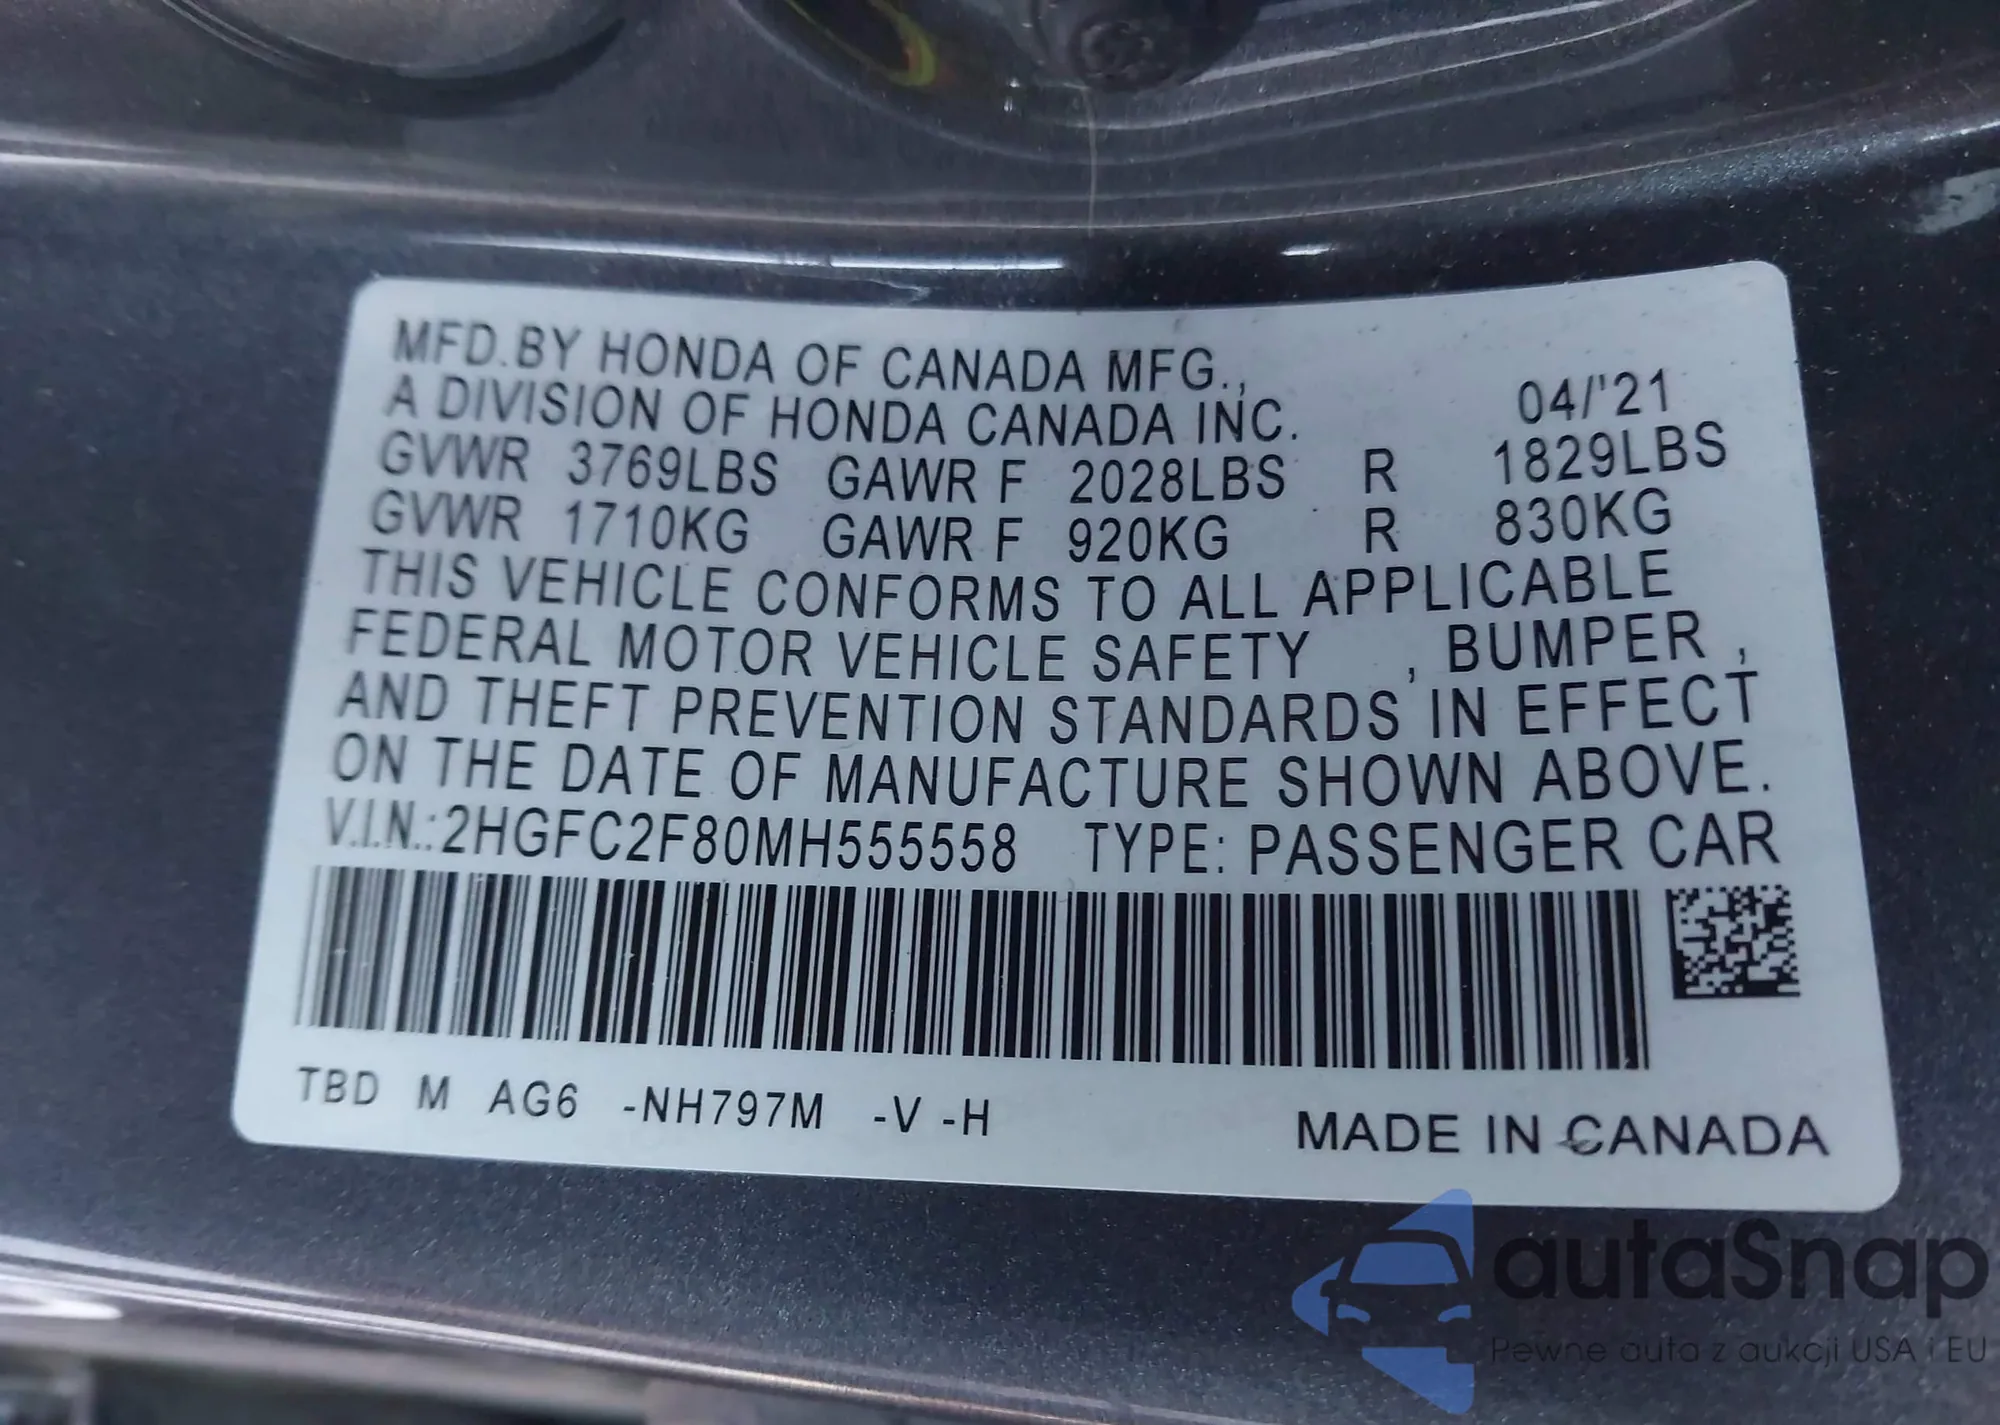 MFD.BY HONDA OF CANADA MFG.,
A DIVISION OF HONDA CANADA INC. 04/'21
GVWR 3769LBS GAWR F 2028LBS R 1829LBS
GVWR 1710KG GAWR F 920KG R 830KG
THIS VEHICLE CONFORMS TO ALL APPLICABLE
FEDERAL MOTOR VEHICLE SAFETY , BUMPER ,
AND THEFT PREVENTION STANDARDS IN EFFECT
ON THE DATE OF MANUFACTURE SHOWN ABOVE.
V.I.N.:2HGFC2F80MH555558 TYPE: PASSENGER CAR
TBD M AG6 -NH797M -V -H
MADE IN CANADA
autaSnap
Pewne auta z aukcji USA i EU